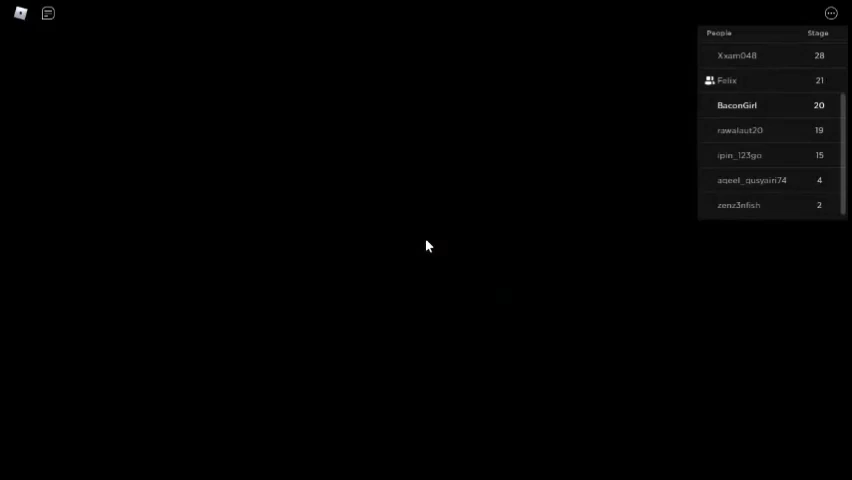 People Stage
Xxam048 28
Felix 21
BaconGirl 20
rawalaut20 19
ipin_123go 15
aqeel_qusyairi74 4
zenz3nfish 2